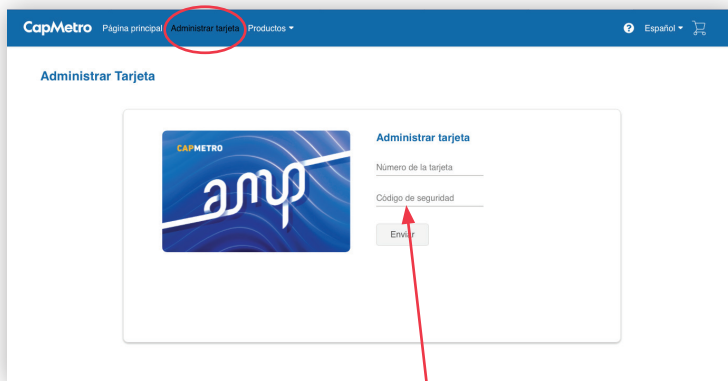 CapMetro Página principal Administrar tarjeta Productos Español
Administrar Tarjeta
CAPMETRO
amp
Administrar tarjeta
Número de la tarjeta
Código de seguridad
Enviar